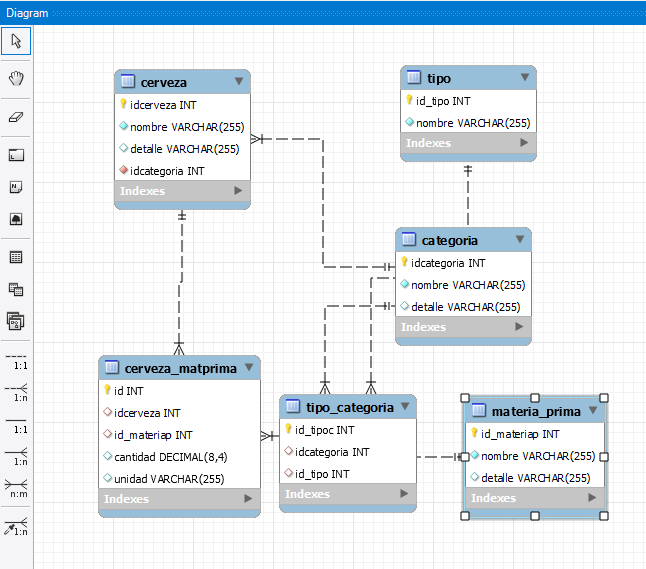 Diagram
cerveza
idcerveza INT
nombre VARCHAR(255)
detalle VARCHAR(255)
idcategoria INT
Indexes
tipo
id_tipo INT
nombre VARCHAR(255)
Indexes
categoria
idcategoria INT
nombre VARCHAR(255)
detalle VARCHAR(255)
Indexes
cerveza_matprima
id INT
idcerveza INT
id_materiap INT
cantidad DECIMAL(8,4)
unidad VARCHAR(255)
Indexes
tipo_categoria
id_tipoc INT
idcategoria INT
id_tipo INT
Indexes
materia_prima
id_materiap INT
nombre VARCHAR(255)
detalle VARCHAR(255)
Indexes
1:1
1:n
1:1
1:n
n:m
1:n